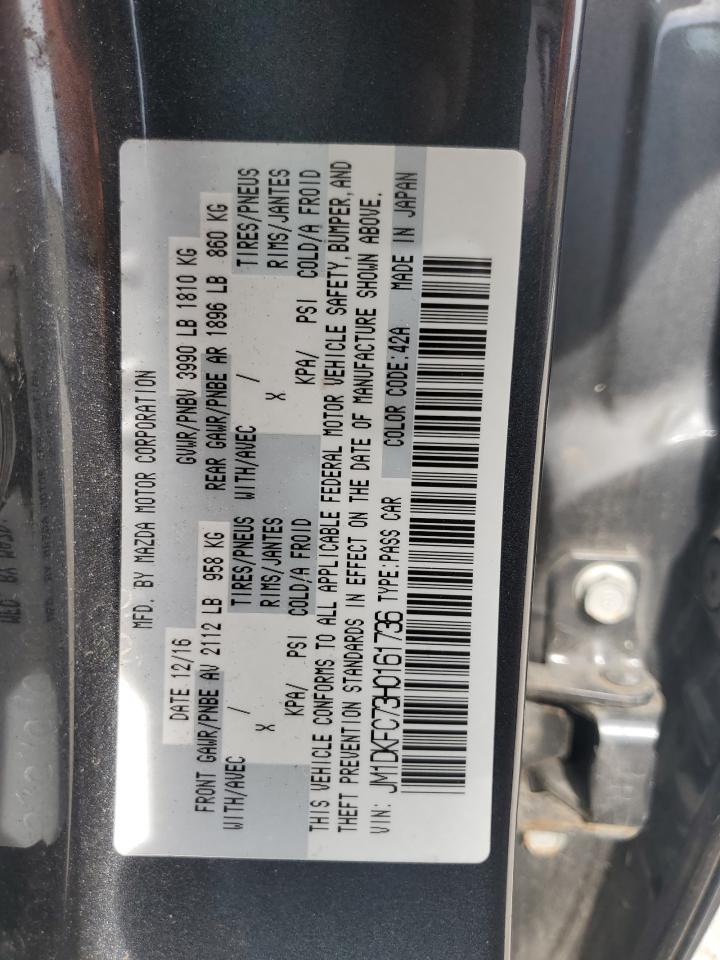 MFD. BY MAZDA MOTOR CORPORATION
DATE 12/16 GVWR/PNBV 3990 LB 1810 KG
FRONT GAWR/PNBE AV 2112 LB 958 KG REAR GAWR/PNBE AR 1896 LB 860 KG
WITH/AVEC TIRES/PNEUS WITH/AVEC TIRES/PNEUS
/ X RIMS/JANTES / X RIMS/JANTES
KPA/ PSI COLD/A FROID KPA/ PSI COLD/A FROID
THIS VEHICLE CONFORMS TO ALL APPLICABLE FEDERAL MOTOR VEHICLE SAFETY, BUMPER, AND
THEFT PREVENTION STANDARDS IN EFFECT ON THE DATE OF MANUFACTURE SHOWN ABOVE.
VIN: JM1DKFC73H0161736 TYPE:PASS CAR COLOR CODE:42A MADE IN JAPAN